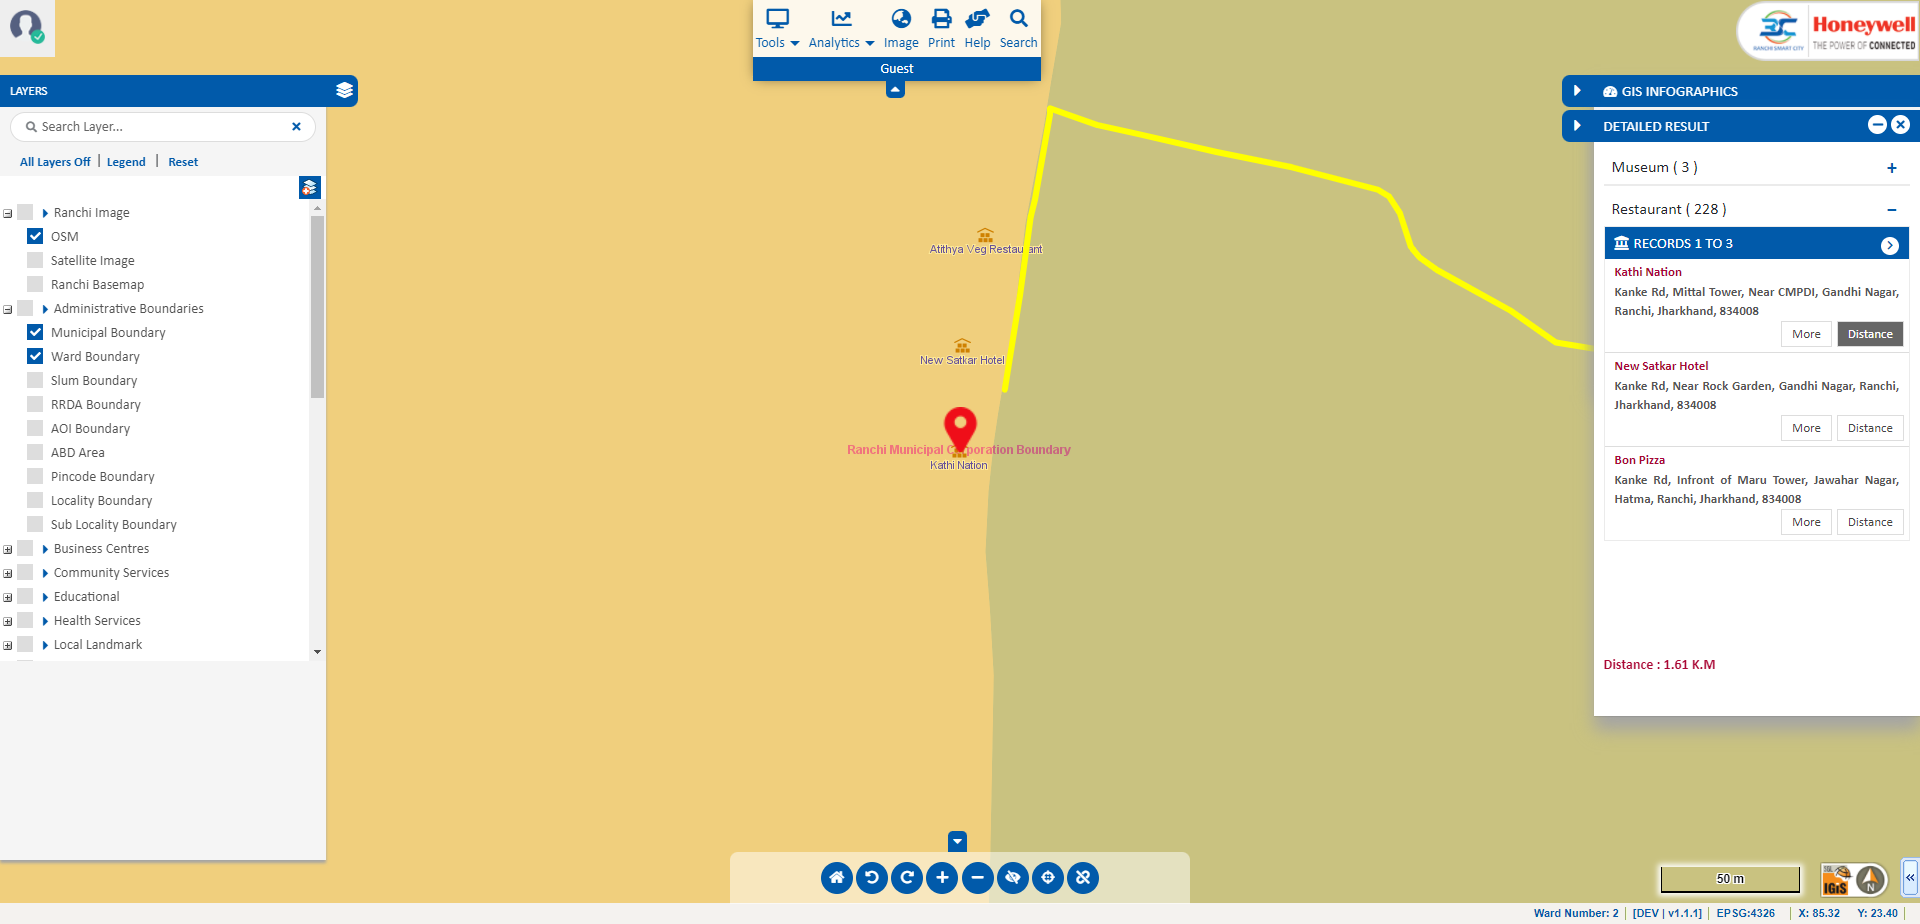 Tools
Analytics
Image
Print
Help
Search
Guest
RANCHI SMART CITY
Honeywell
THE POWER OF CONNECTED
LAYERS
Search Layer...
All Layers Off | Legend | Reset
Ranchi Image
OSM
Satellite Image
Ranchi Basemap
Administrative Boundaries
Municipal Boundary
Ward Boundary
Slum Boundary
RRDA Boundary
AOI Boundary
ABD Area
Pincode Boundary
Locality Boundary
Sub Locality Boundary
Business Centres
Community Services
Educational
Health Services
Local Landmark
Atithya Veg Restaurant
New Satkar Hotel
Ranchi Municipal Corporation Boundary
Kathi Nation
GIS INFOGRAPHICS
DETAILED RESULT
Museum ( 3 )
Restaurant ( 228 )
RECORDS 1 TO 3
Kathi Nation
Kanke Rd, Mittal Tower, Near CMPDI, Gandhi Nagar,
Ranchi, Jharkhand, 834008
More Distance
New Satkar Hotel
Kanke Rd, Near Rock Garden, Gandhi Nagar, Ranchi,
Jharkhand, 834008
More Distance
Bon Pizza
Kanke Rd, Infront of Maru Tower, Jawahar Nagar,
Hatma, Ranchi, Jharkhand, 834008
More Distance
Distance : 1.61 K.M
50 m
SGL
IGiS
N
Ward Number: 2 | [DEV | v1.1.1] | EPSG:4326 | X: 85.32 Y: 23.40